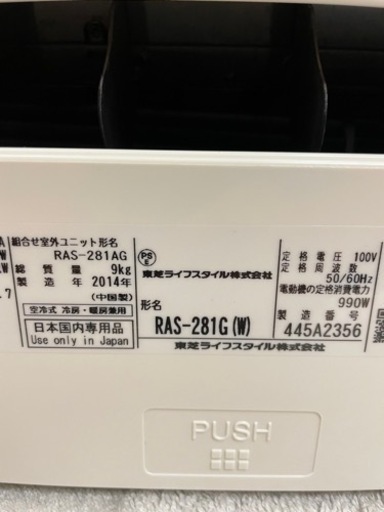 組合せ室外ユニット形名
RAS-281AG
総質量 9kg
製造年 2014年
(中国製)
空冷式 冷房・暖房兼用
日本国内専用品
Use only in Japan
PS
E
東芝ライフスタイル株式会社
形名
RAS-281G(W)
東芝ライフスタイル株式会社
定格電圧 100V
定格周波数
50/60Hz
電動機の定格消費電力
990W
製造番号
445A2356
PUSH